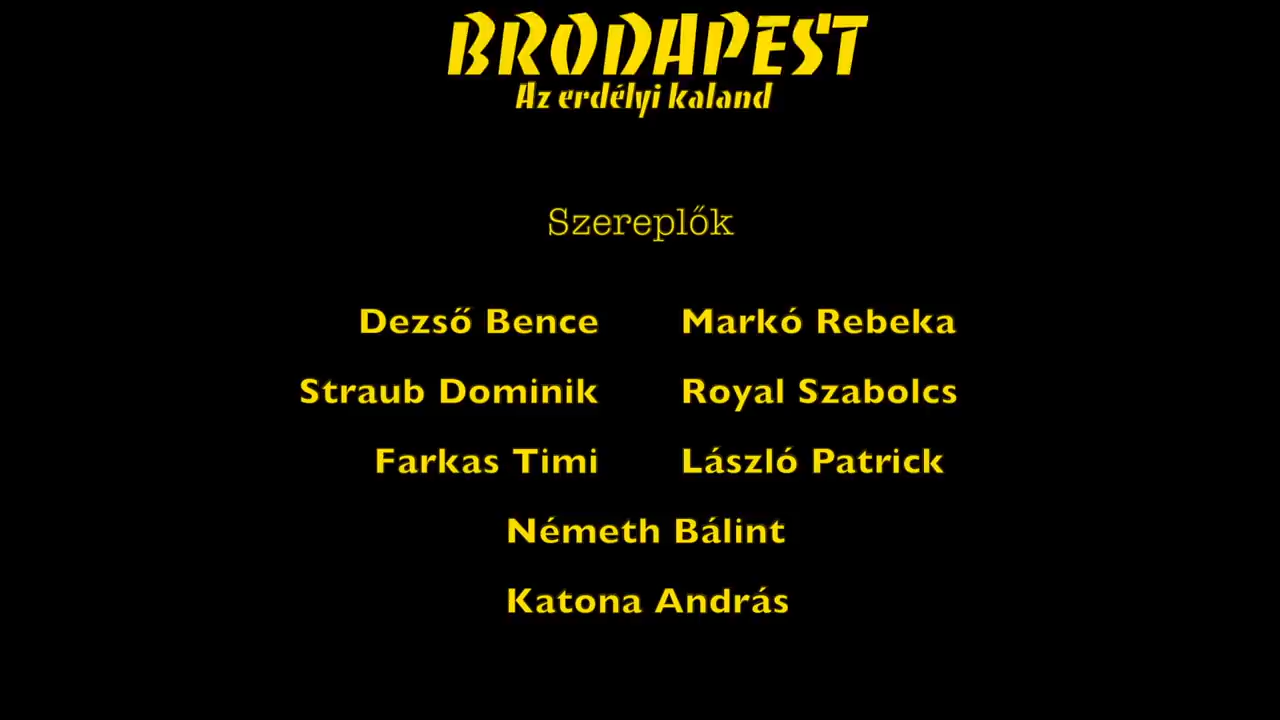 BRODAPEST
Az erdélyi kaland
Szereplők
Dezső Bence Markó Rebeka
Straub Dominik Royal Szabolcs
Farkas Timi László Patrick
Németh Bálint
Katona András